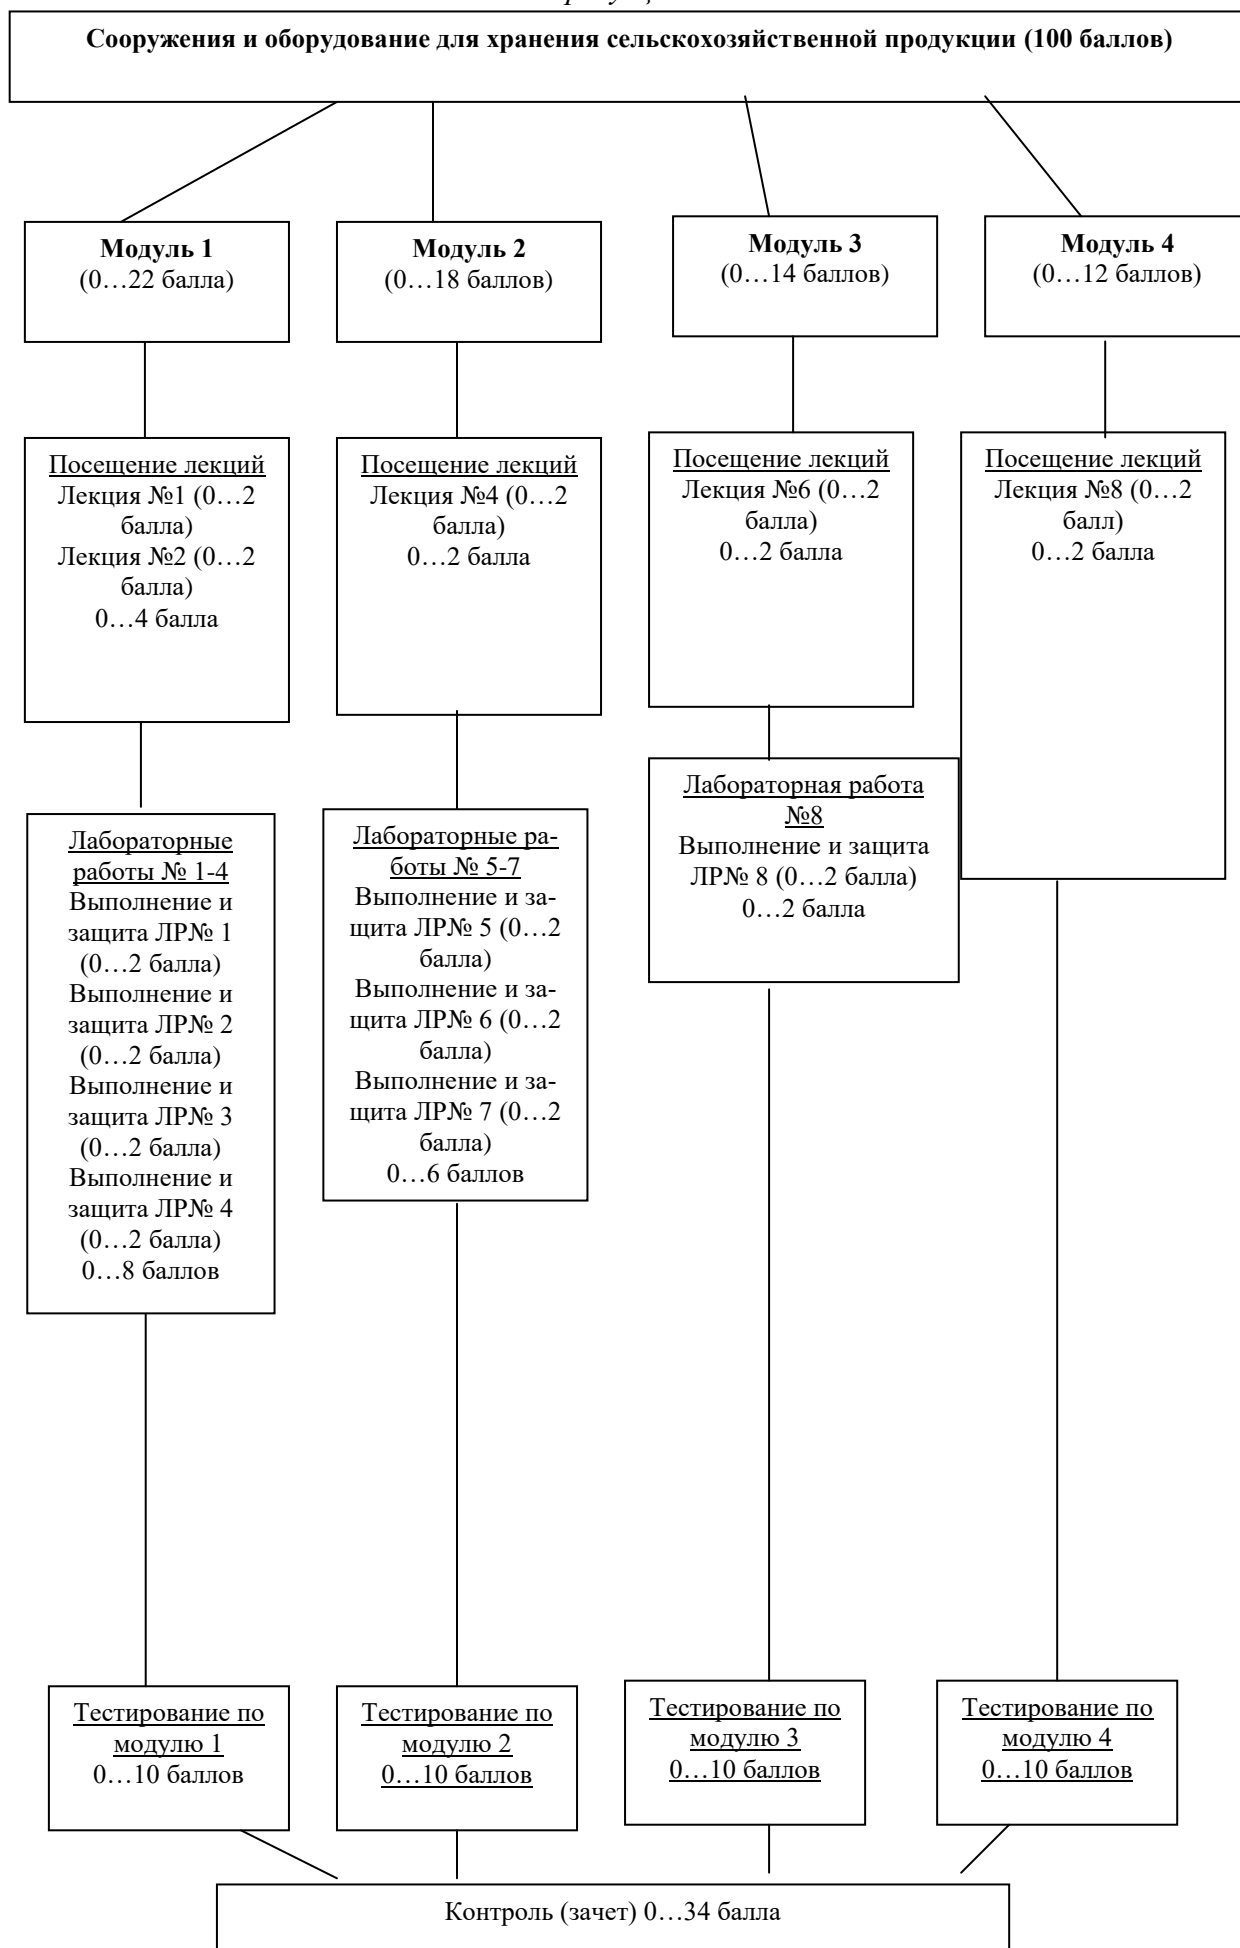 Сооружения и оборудование для хранения сельскохозяйственной продукции (100 баллов)
Модуль 1
(0…22 балла)
Модуль 2
(0…18 баллов)
Модуль 3
(0…14 баллов)
Модуль 4
(0…12 баллов)
Посещение лекций
Лекция №1 (0…2
балла)
Лекция №2 (0…2
балла)
0…4 балла
Посещение лекций
Лекция №4 (0…2
балла)
0…2 балла
Посещение лекций
Лекция №6 (0…2
балла)
0…2 балла
Посещение лекций
Лекция №8 (0…2
балл)
0…2 балла
Лабораторные
работы № 1-4
Выполнение и
защита ЛР№ 1
(0…2 балла)
Выполнение и
защита ЛР№ 2
(0…2 балла)
Выполнение и
защита ЛР№ 3
(0…2 балла)
Выполнение и
защита ЛР№ 4
(0…2 балла)
0…8 баллов
Лабораторные ра-
боты № 5-7
Выполнение и за-
щита ЛР№ 5 (0…2
балла)
Выполнение и за-
щита ЛР№ 6 (0…2
балла)
Выполнение и за-
щита ЛР№ 7 (0…2
балла)
0…6 баллов
Лабораторная работа
№8
Выполнение и защита
ЛР№ 8 (0…2 балла)
0…2 балла
Тестирование по
модулю 1
0…10 баллов
Тестирование по
модулю 2
0…10 баллов
Тестирование по
модулю 3
0…10 баллов
Тестирование по
модулю 4
0…10 баллов
Контроль (зачет) 0…34 балла